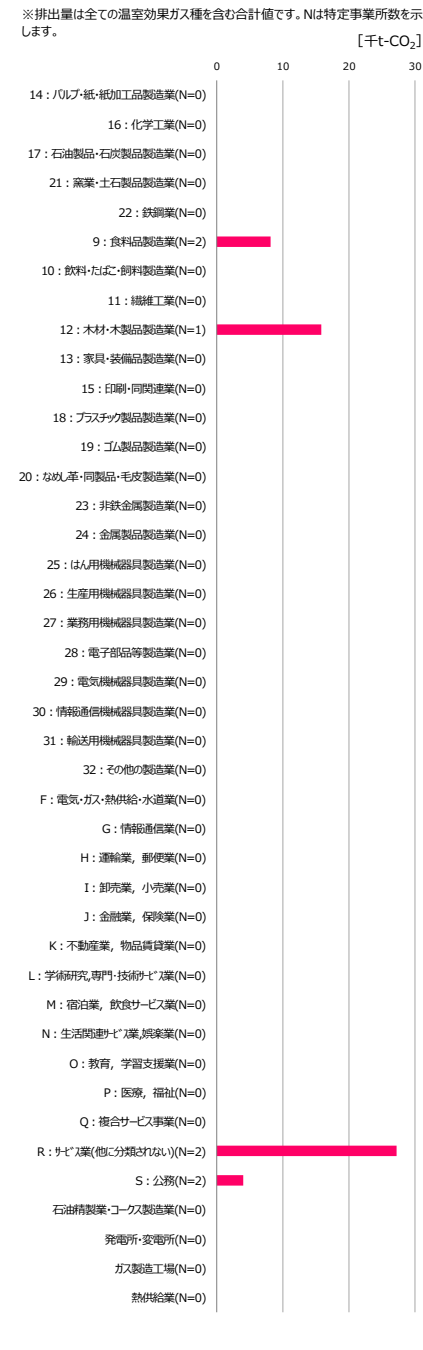 ※排出量は全ての温室効果ガス種を含む合計値です。Nは特定事業所数を示
します。
[千t-CO₂]
0 10 20 30
14：パルプ・紙・紙加工品製造業(N=0)
16：化学工業(N=0)
17：石油製品・石炭製品製造業(N=0)
21：窯業・土石製品製造業(N=0)
22：鉄鋼業(N=0)
9：食料品製造業(N=2)
10：飲料・たばこ・飼料製造業(N=0)
11：繊維工業(N=0)
12：木材・木製品製造業(N=1)
13：家具・装備品製造業(N=0)
15：印刷・同関連業(N=0)
18：プラスチック製品製造業(N=0)
19：ゴム製品製造業(N=0)
20：なめし革・同製品・毛皮製造業(N=0)
23：非鉄金属製造業(N=0)
24：金属製品製造業(N=0)
25：はん用機械器具製造業(N=0)
26：生産用機械器具製造業(N=0)
27：業務用機械器具製造業(N=0)
28：電子部品等製造業(N=0)
29：電気機械器具製造業(N=0)
30：情報通信機械器具製造業(N=0)
31：輸送用機械器具製造業(N=0)
32：その他の製造業(N=0)
F：電気・ガス・熱供給・水道業(N=0)
G：情報通信業(N=0)
H：運輸業，郵便業(N=0)
I：卸売業，小売業(N=0)
J：金融業，保険業(N=0)
K：不動産業，物品賃貸業(N=0)
L：学術研究,専門・技術ｻｰﾋﾞｽ業(N=0)
M：宿泊業，飲食サービス業(N=0)
N：生活関連ｻｰﾋﾞｽ業,娯楽業(N=0)
O：教育，学習支援業(N=0)
P：医療，福祉(N=0)
Q：複合サービス事業(N=0)
R：ｻｰﾋﾞｽ業(他に分類されない)(N=2)
S：公務(N=2)
石油精製業・コークス製造業(N=0)
発電所・変電所(N=0)
ガス製造工場(N=0)
熱供給業(N=0)